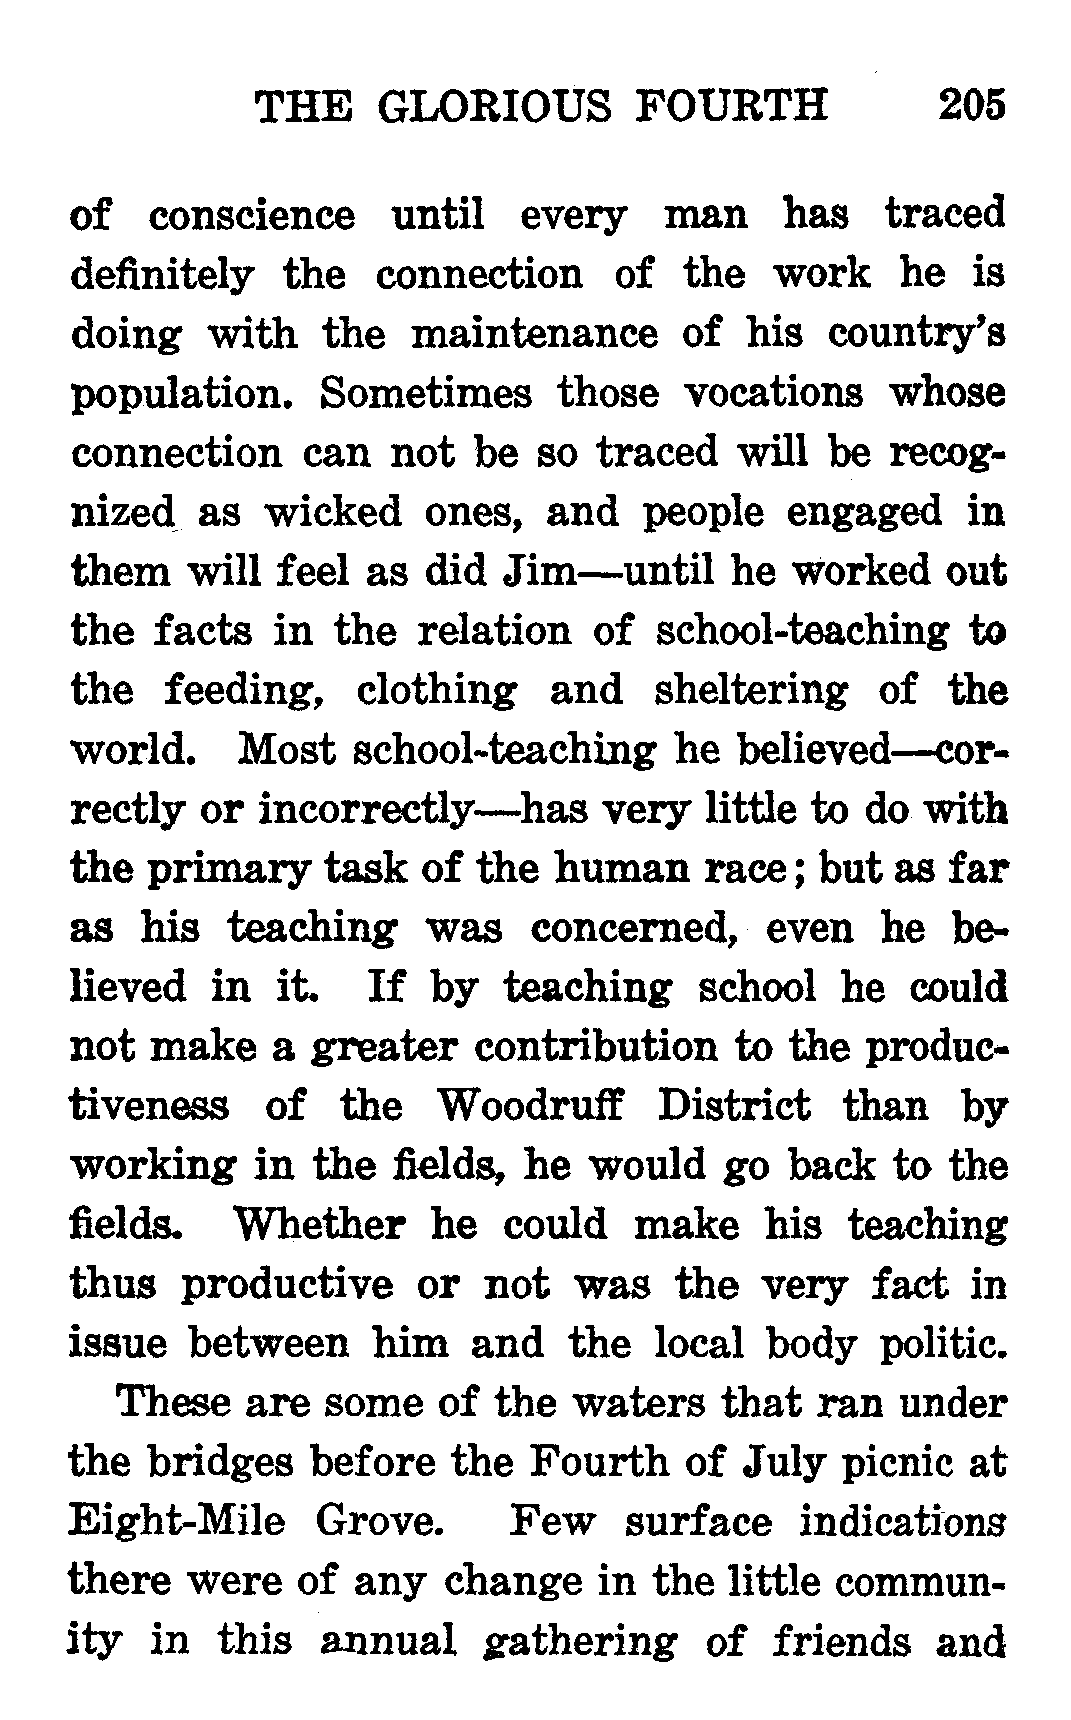 THE GLORIOUS FOURTH 205
of conscience until every man has traced
definitely the connection of the work he is
doing with the maintenance of his country's
population. Sometimes those vocations whose
connection can not be so traced will be recog-
nized as wicked ones, and people engaged in
them will feel as did Jim—until he worked out
the facts in the relation of school-teaching to
the feeding, clothing and sheltering of the
world. Most school-teaching he believed—cor-
rectly or incorrectly—has very little to do with
the primary task of the human race; but as far
as his teaching was concerned, even he be-
lieved in it. If by teaching school he could
not make a greater contribution to the produc-
tiveness of the Woodruff District than by
working in the fields, he would go back to the
fields. Whether he could make his teaching
thus productive or not was the very fact in
issue between him and the local body politic.
These are some of the waters that ran under
the bridges before the Fourth of July picnic at
Eight-Mile Grove. Few surface indications
there were of any change in the little commun-
ity in this annual gathering of friends and